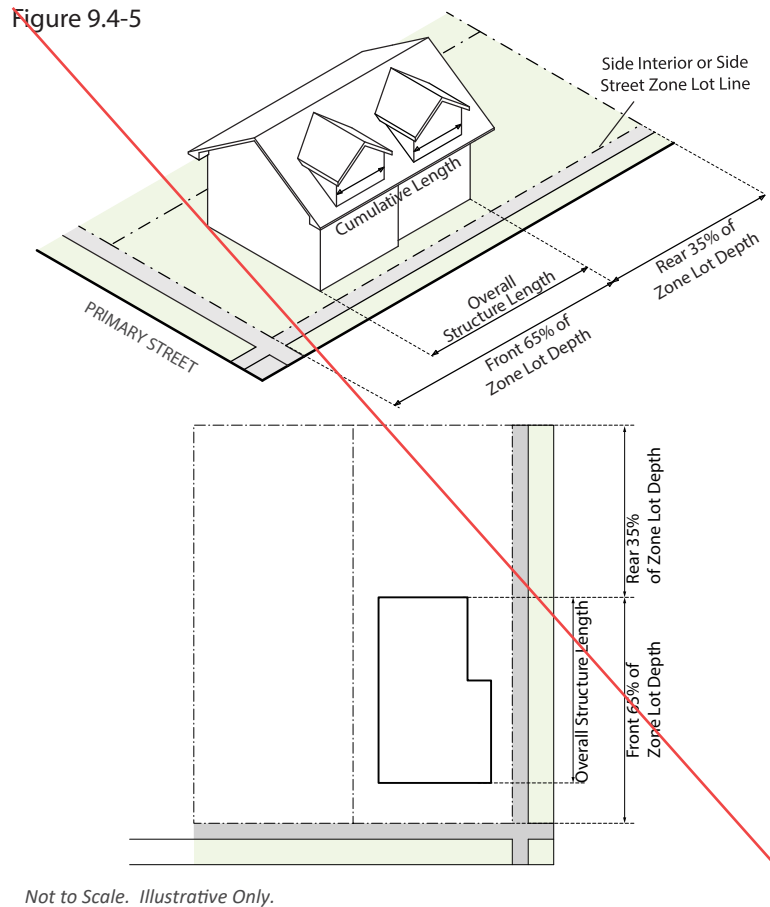 Figure 9.4-5
Side Interior or Side
Street Zone Lot Line
Cumulative Length
Rear 35% of
Zone Lot Depth
Overall
Structure Length
Front 65% of
Zone Lot Depth
PRIMARY STREET
Rear 35%
of Zone Lot Depth
Overall Structure Length
Front 65% of
Zone Lot Depth
Not to Scale. Illustrative Only.